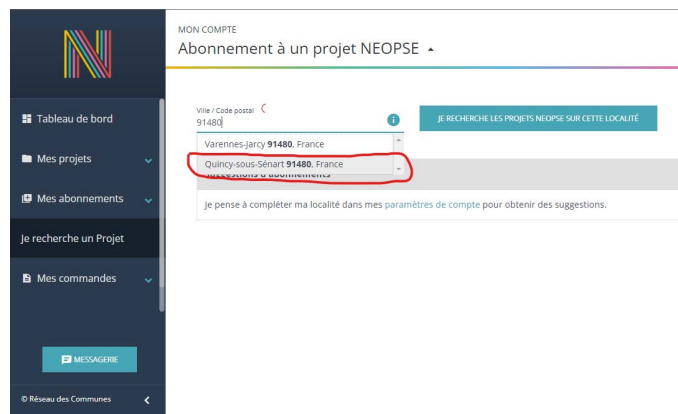 MON COMPTE
Abonnement à un projet NEOPSE
Tableau de bord
Mes projets
Mes abonnements
Je recherche un Projet
Mes commandes
MESSAGERIE
© Réseau des Communes
Ville / Code postal
91480
JE RECHERCHE LES PROJETS NEOPSE SUR CETTE LOCALITÉ
Varennes-Jarcy 91480, France
Quincy-sous-Sénart 91480, France
Suggestions d'abonnements
Je pense à compléter ma localité dans mes paramètres de compte pour obtenir des suggestions.